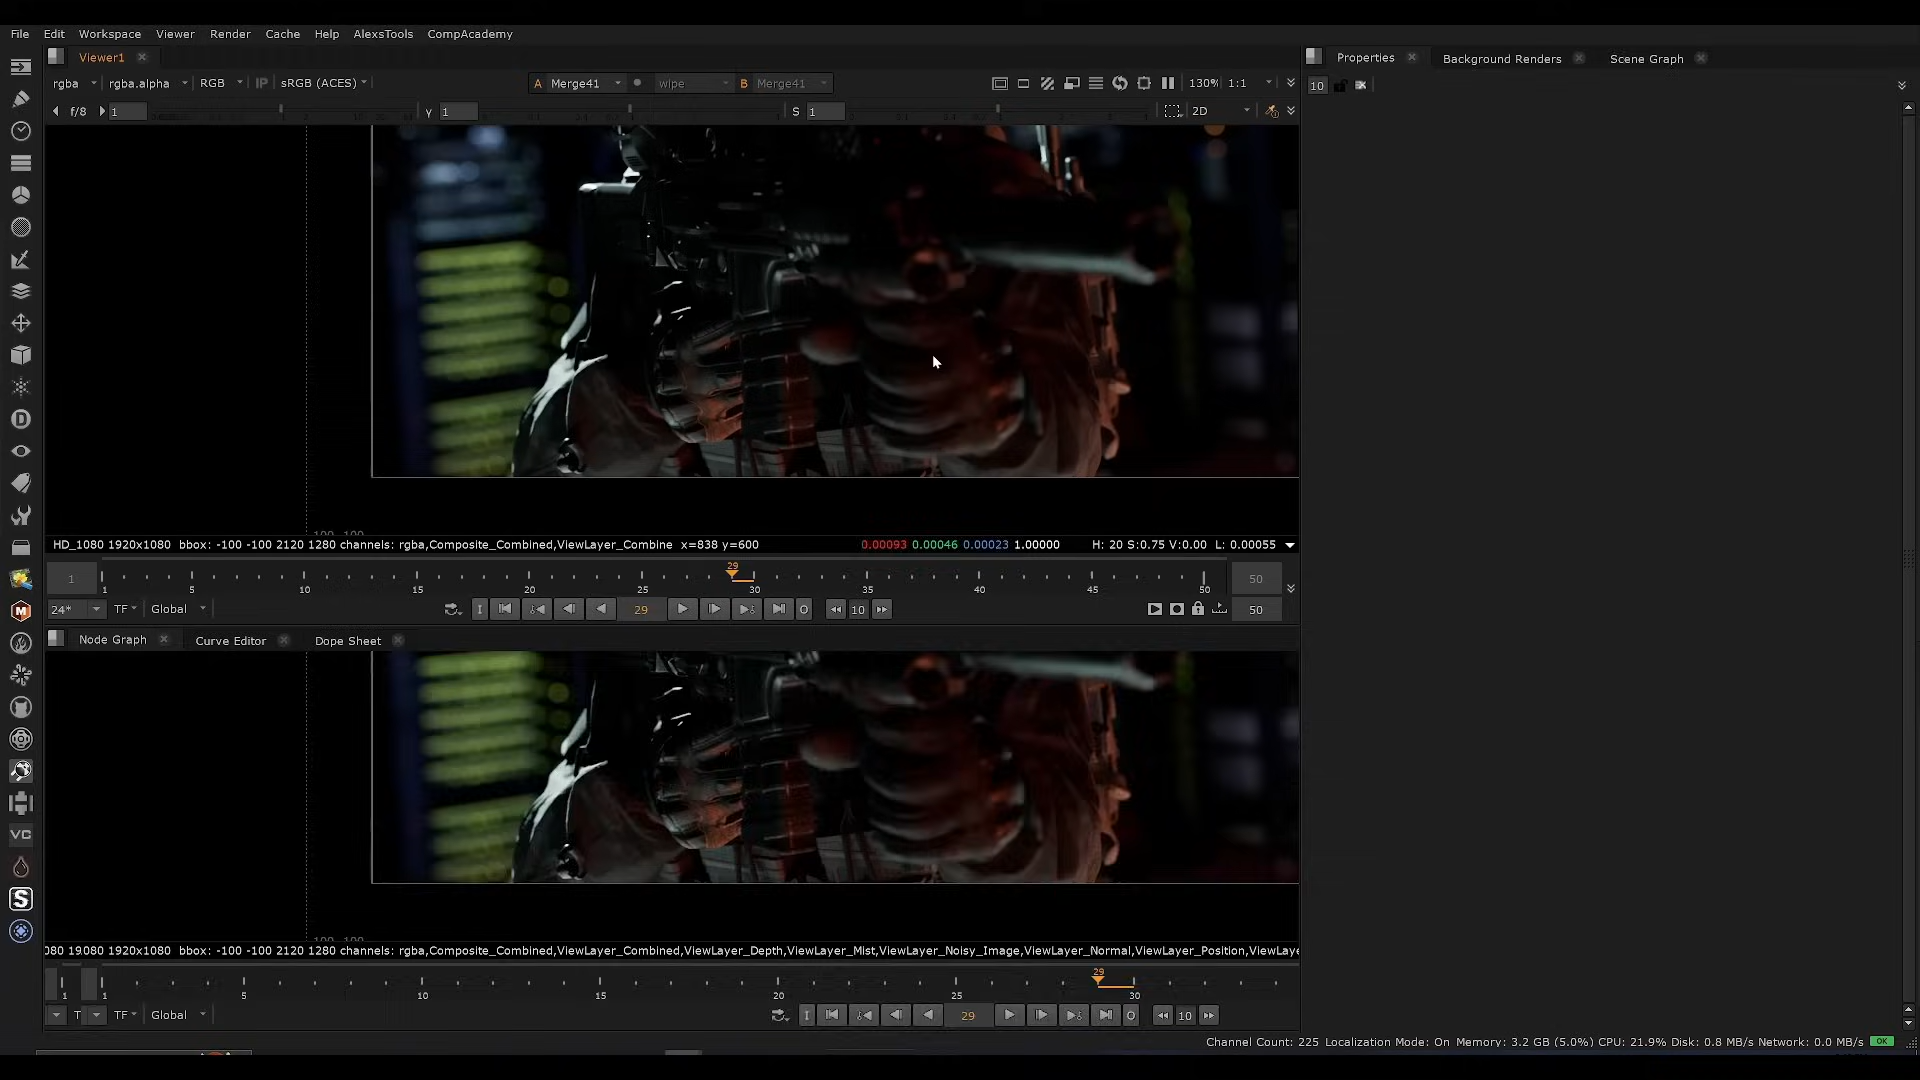 File Edit Workspace Viewer Render Cache Help AlexsTools CompAcademy
Viewer1
Properties Background Renders Scene Graph
rgba rgba.alpha RGB IP sRGB (ACES) A Merge41 wipe B Merge41 130% 1:1
10
f/8 1 Y 1 S 1 2D
HD_1080 1920x1080 bbox: -100 -100 2120 1280 channels: rgba,Composite_Combined,ViewLayer_Combine x=838 y=600 0.00093 0.00046 0.00023 1.00000 H: 20 S:0.75 V:0.00 L: 0.00055
29
1 50
1 5 10 15 20 25 30 35 40 45 50
24* TF Global I 29 O 10 50
Node Graph Curve Editor Dope Sheet
D
M
VC
S
080 19080 1920x1080 bbox: -100 -100 2120 1280 channels: rgba,Composite_Combined,ViewLayer_Combined,ViewLayer_Depth,ViewLayer_Mist,ViewLayer_Noisy_Image,ViewLayer_Normal,ViewLayer_Position,ViewLaye
29
1 1 5 10 15 20 25 30
T TF Global I 29 O 10
Channel Count: 225 Localization Mode: On Memory: 3.2 GB (5.0%) CPU: 21.9% Disk: 0.8 MB/s Network: 0.0 MB/s OK